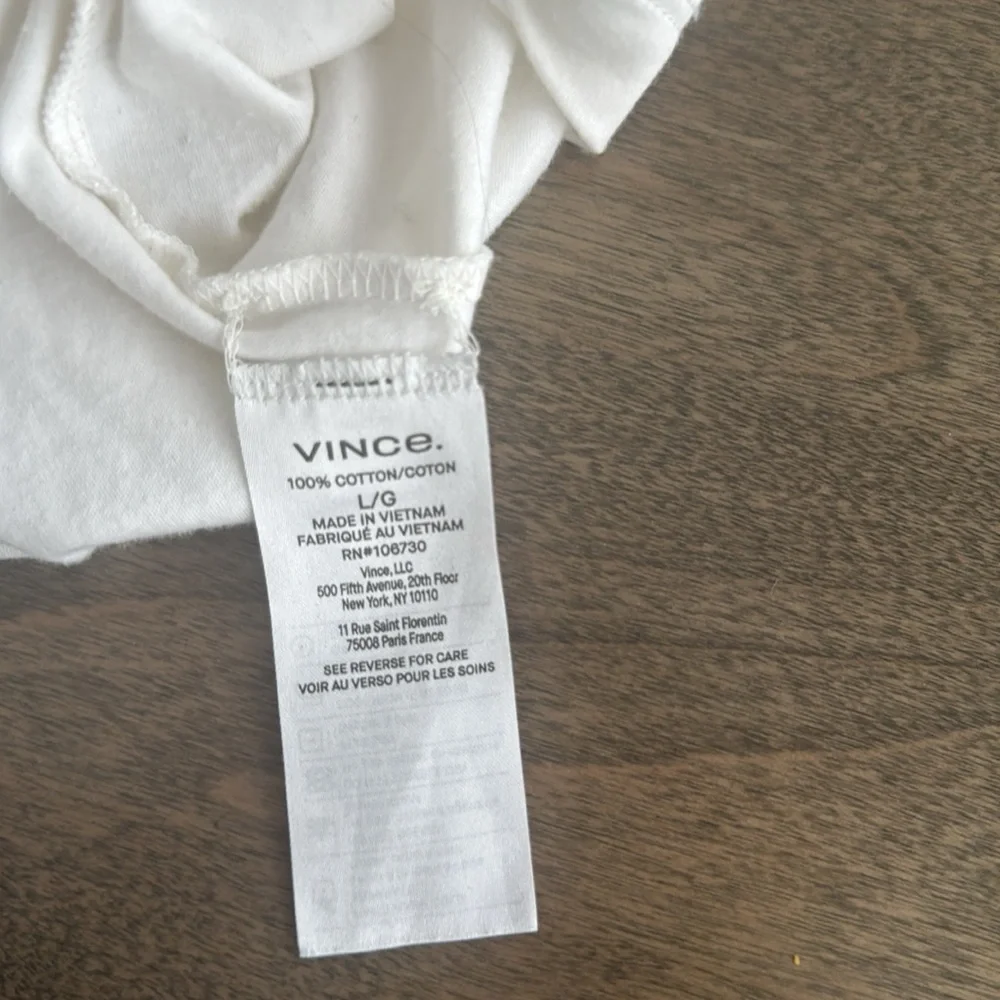 VINCe.
100% COTTON/COTON
L/G
MADE IN VIETNAM
FABRIQUÉ AU VIETNAM
RN#106730
Vince, LLC
500 Fifth Avenue, 20th Floor
New York, NY 10110
11 Rue Saint Florentin
75008 Paris France
SEE REVERSE FOR CARE
VOIR AU VERSO POUR LES SOINS